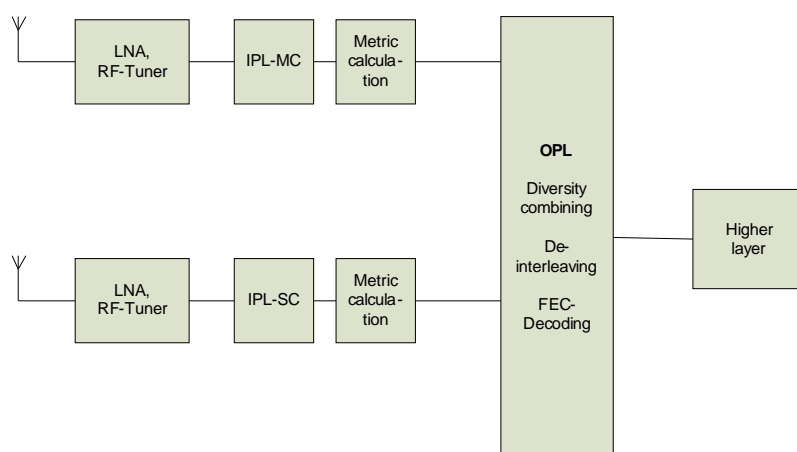 LNA,
RF-Tuner
IPL-MC
Metric
calcula-
tion
OPL
Diversity
combining
De-
interleaving
FEC-
Decoding
Higher
layer
LNA,
RF-Tuner
IPL-SC
Metric
calcula-
tion